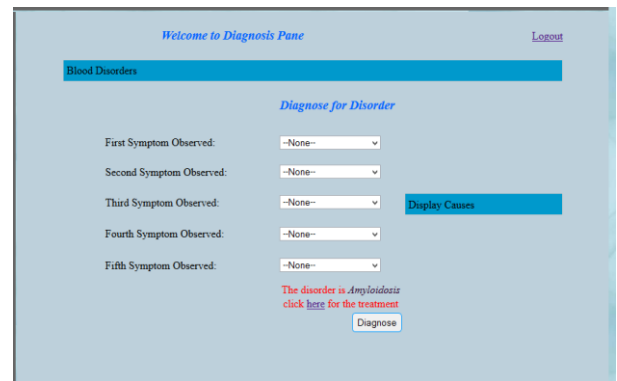 Welcome to Diagnosis Pane
Logout
Blood Disorders
Diagnose for Disorder
First Symptom Observed: --None--
Second Symptom Observed: --None--
Third Symptom Observed: --None--
Display Causes
Fourth Symptom Observed: --None--
Fifth Symptom Observed: --None--
The disorder is Amyloidosis
click here for the treatment
Diagnose